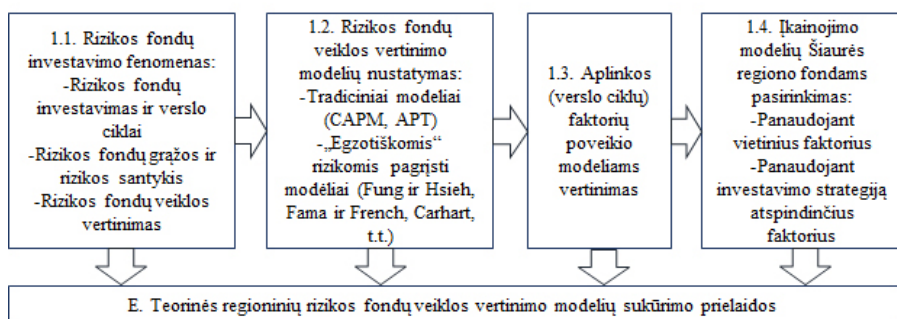 1.1. Rizikos fondų
investavimo fenomenas:
-Rizikos fondų
investavimas ir verslo
ciklai
-Rizikos fondų grąžos ir
rizikos santykis
-Rizikos fondų veiklos
vertinimas
1.2. Rizikos fondų
veiklos vertinimo
modelių nustatymas:
-Tradiciniai modeliai
(CAPM, APT)
-„Egzotiškomis“
rizikomis pagrįsti
modėliai (Fung ir Hsieh,
Fama ir French, Carhart,
t.t.)
1.3. Aplinkos
(verslo ciklų)
faktorių
poveikio
modeliams
vertinimas
1.4. Įkainojimo
modelių Šiaurės
regiono fondams
pasirinkimas:
-Panaudojant
vietinius faktorius
-Panaudojant
investavimo strategiją
atspindinčius
faktorius
E. Teorinės regioninių rizikos fondų veiklos vertinimo modelių sukūrimo prielaidos